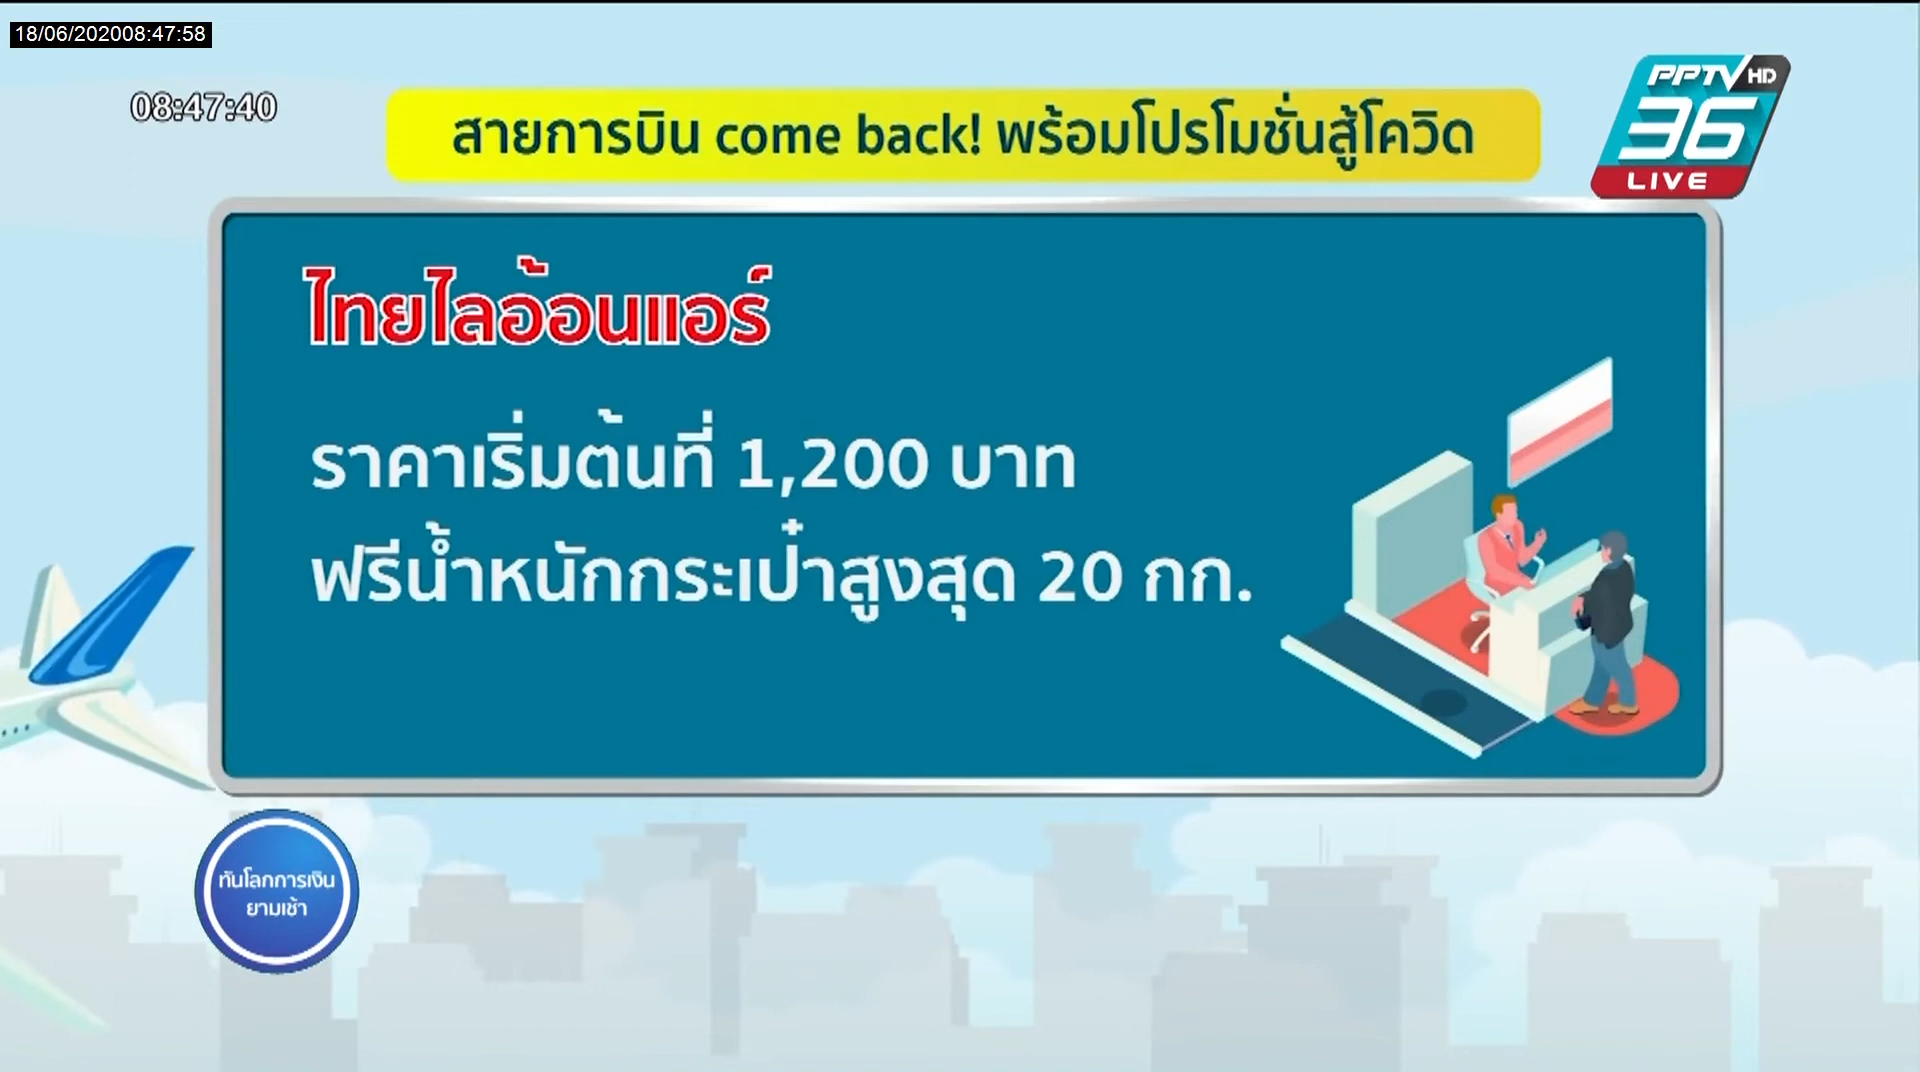 18/06/202008:47:58
08:47:40
สายการบิน come back! พร้อมโปรโมชั่นสู้โควิด
PPTV HD
36
LIVE
ไทยไลอ้อนแอร์
ราคาเริ่มต้นที่ 1,200 บาท
ฟรีน้ำหนักกระเป๋าสูงสุด 20 กก.
ทันโลกการเงิน
ยามเช้า